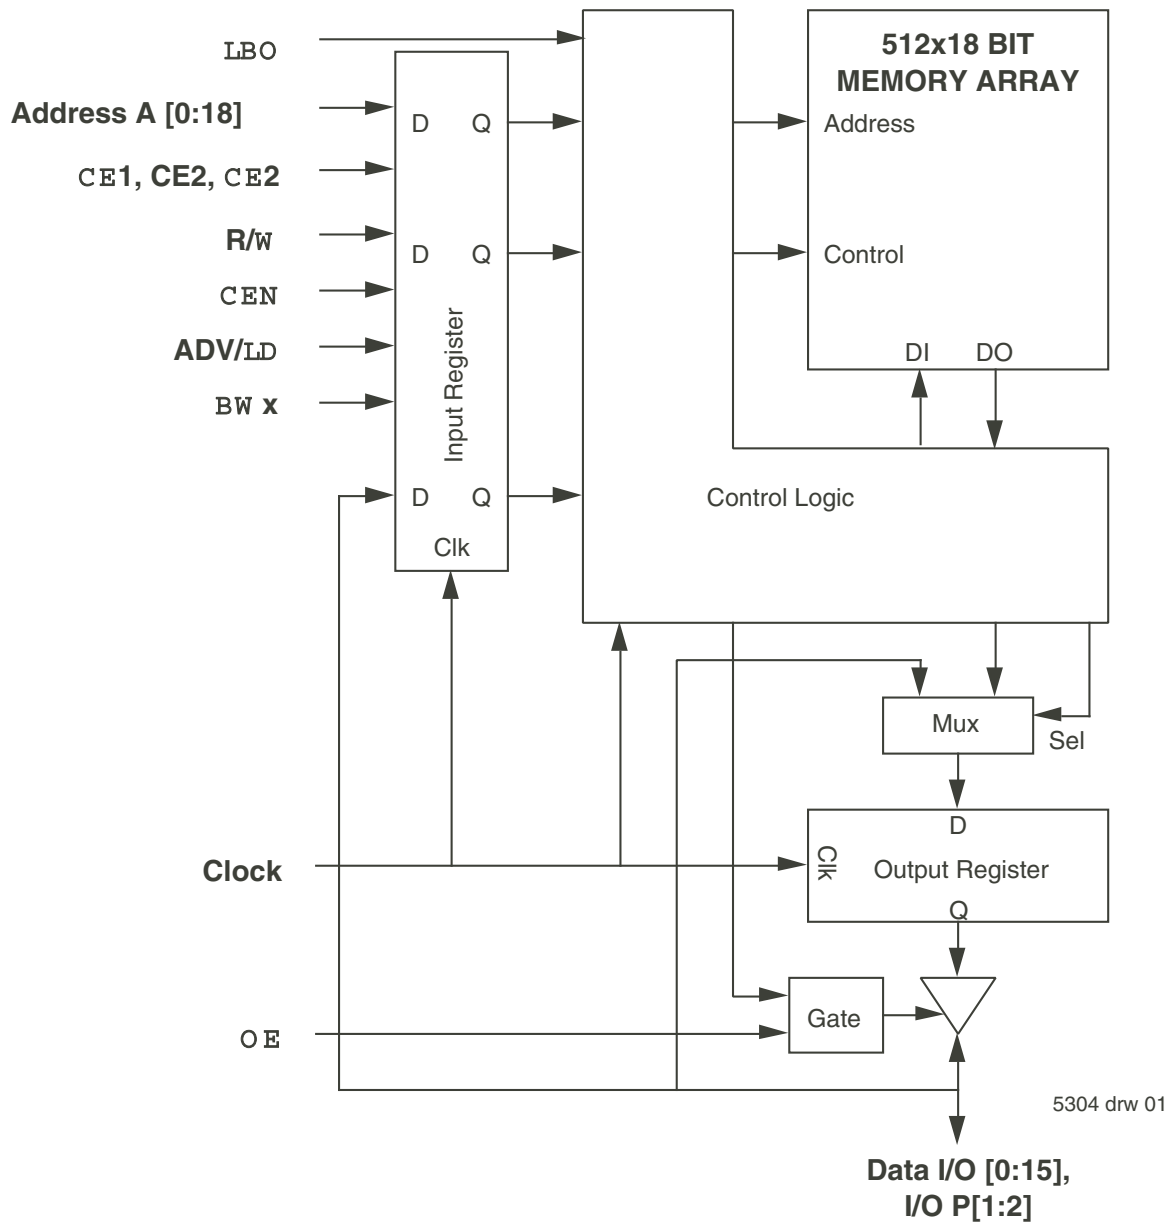 LBO
512x18 BIT
MEMORY ARRAY
Address A [0:18]
D Q
Address
CE1, CE2, CE2
R/W
D Q
Control
CEN
Input Register
ADV/LD
DI DO
BW x
D Q
Control Logic
Clk
Mux
Sel
D
Clock
Clk
Output Register
Q
Gate
OE
5304 drw 01
Data I/O [0:15],
I/O P[1:2]